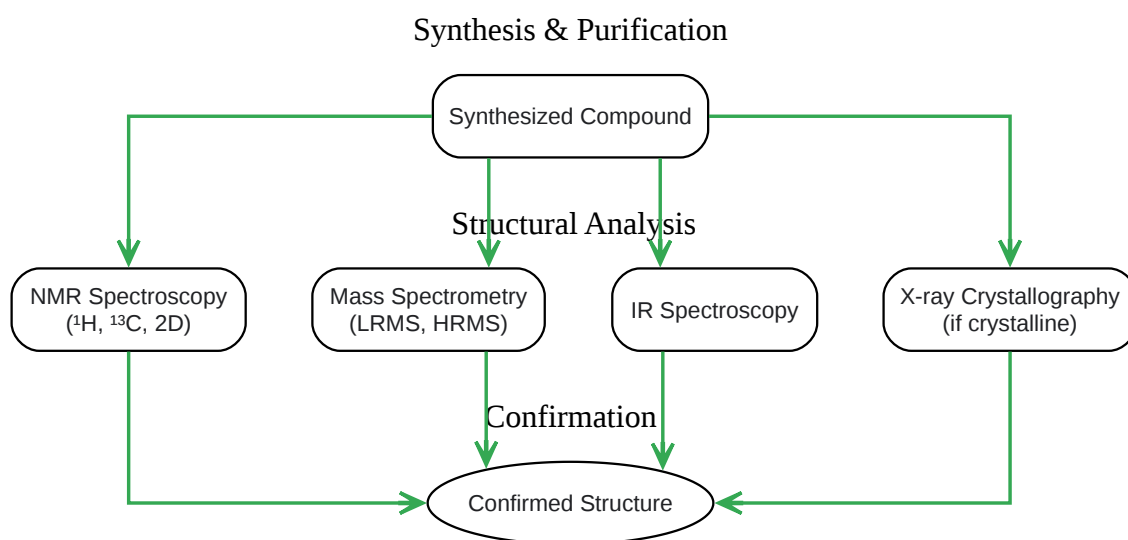 Synthesis & Purification
Synthesized Compound
Structural Analysis
NMR Spectroscopy
(¹H, ¹³C, 2D)
Mass Spectrometry
(LRMS, HRMS)
IR Spectroscopy
X-ray Crystallography
(if crystalline)
Confirmation
Confirmed Structure